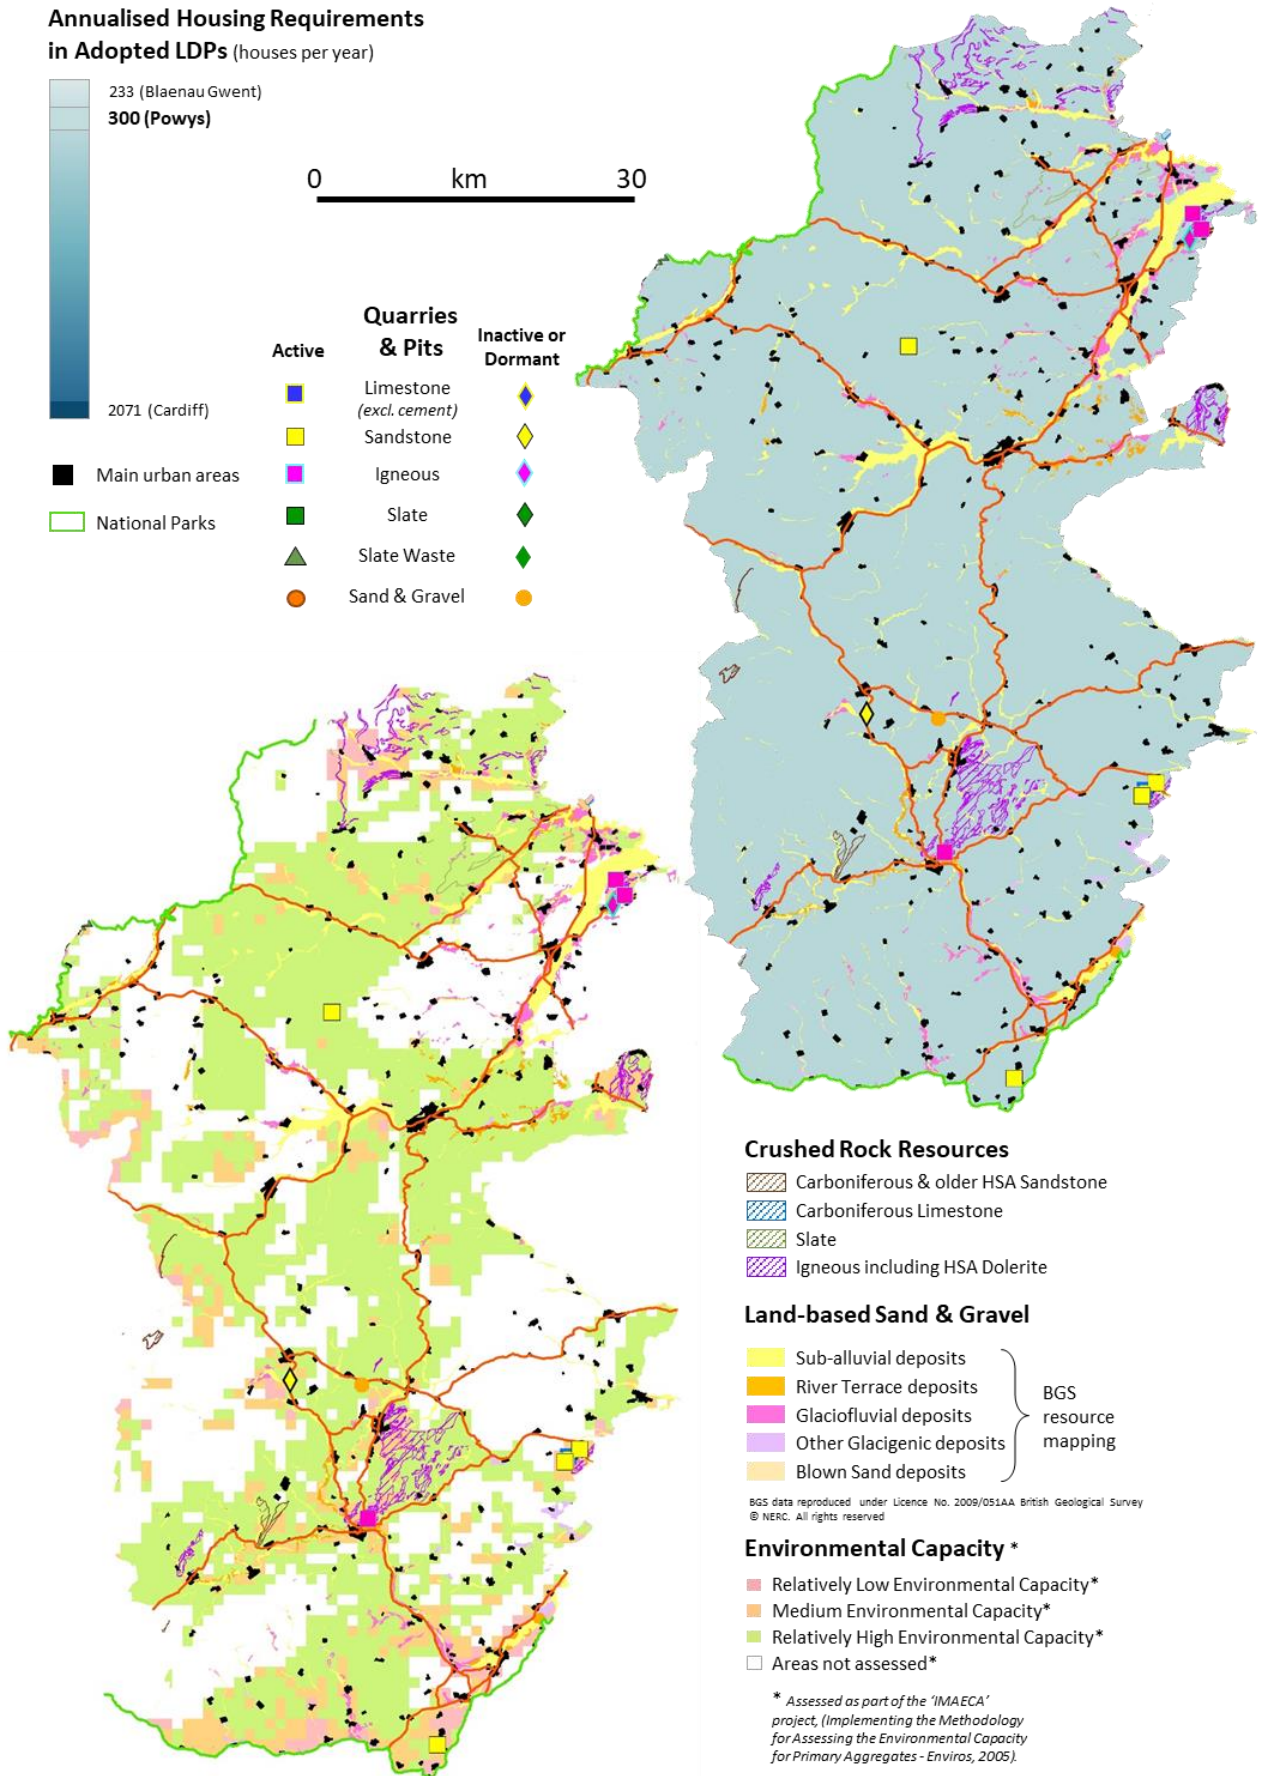 Annualised Housing Requirements
in Adopted LDPs (houses per year)
233 (Blaenau Gwent)
300 (Powys)
2071 (Cardiff)
0 km 30
Active
Quarries
& Pits
Inactive or
Dormant
Limestone
(excl. cement)
Sandstone
Igneous
Slate
Slate Waste
Sand & Gravel
Main urban areas
National Parks
Crushed Rock Resources
Carboniferous & older HSA Sandstone
Carboniferous Limestone
Slate
Igneous including HSA Dolerite
Land-based Sand & Gravel
Sub-alluvial deposits
River Terrace deposits
Glaciofluvial deposits
Other Glacigenic deposits
Blown Sand deposits
BGS
resource
mapping
BGS data reproduced under Licence No. 2009/051AA British Geological Survey
© NERC. All rights reserved
Environmental Capacity *
Relatively Low Environmental Capacity*
Medium Environmental Capacity*
Relatively High Environmental Capacity*
Areas not assessed*
* Assessed as part of the ‘IMAECA’
project, (Implementing the Methodology
for Assessing the Environmental Capacity
for Primary Aggregates - Enviros, 2005).